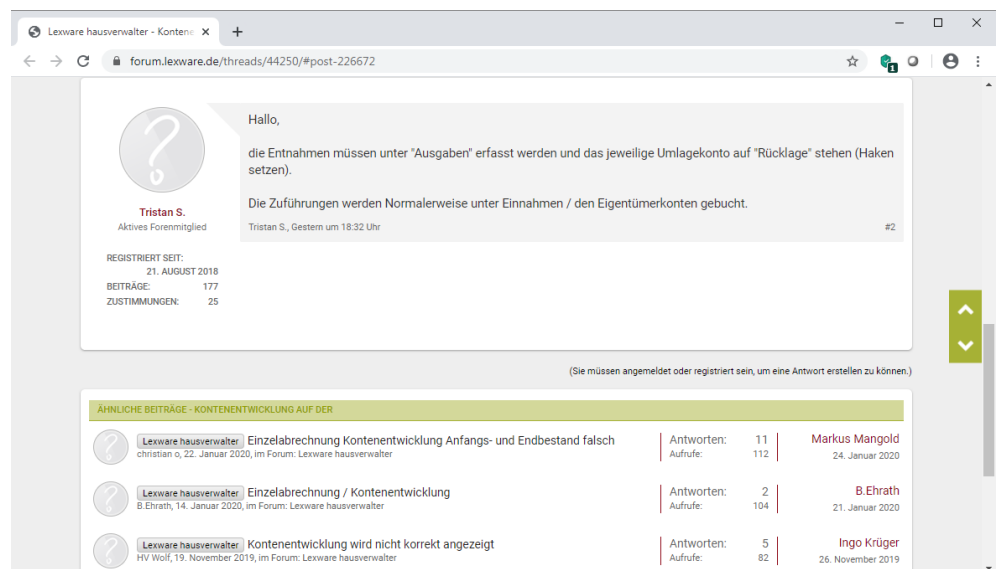 Lexware hausverwalter - Kontene
forum.lexware.de/threads/44250/#post-226672
1
Hallo,
die Entnahmen müssen unter "Ausgaben" erfasst werden und das jeweilige Umlagekonto auf "Rücklage" stehen (Haken
setzen).
Die Zuführungen werden Normalerweise unter Einnahmen / den Eigentümerkonten gebucht.
Tristan S., Gestern um 18:32 Uhr #2
Tristan S.
Aktives Forenmitglied
REGISTRIERT SEIT:
21. AUGUST 2018
BEITRÄGE: 177
ZUSTIMMUNGEN: 25
(Sie müssen angemeldet oder registriert sein, um eine Antwort erstellen zu können.)
ÄHNLICHE BEITRÄGE - KONTENENTWICKLUNG AUF DER
Lexware hausverwalter Einzelabrechnung Kontenentwicklung Anfangs- und Endbestand falsch Antworten: 11 Markus Mangold
christian o, 22. Januar 2020, im Forum: Lexware hausverwalter Aufrufe: 112 24. Januar 2020
Lexware hausverwalter Einzelabrechnung / Kontenentwicklung Antworten: 2 B.Ehrath
B.Ehrath, 14. Januar 2020, im Forum: Lexware hausverwalter Aufrufe: 104 21. Januar 2020
Lexware hausverwalter Kontenentwicklung wird nicht korrekt angezeigt Antworten: 5 Ingo Krüger
HV Wolf, 19. November 2019, im Forum: Lexware hausverwalter Aufrufe: 82 26. November 2019